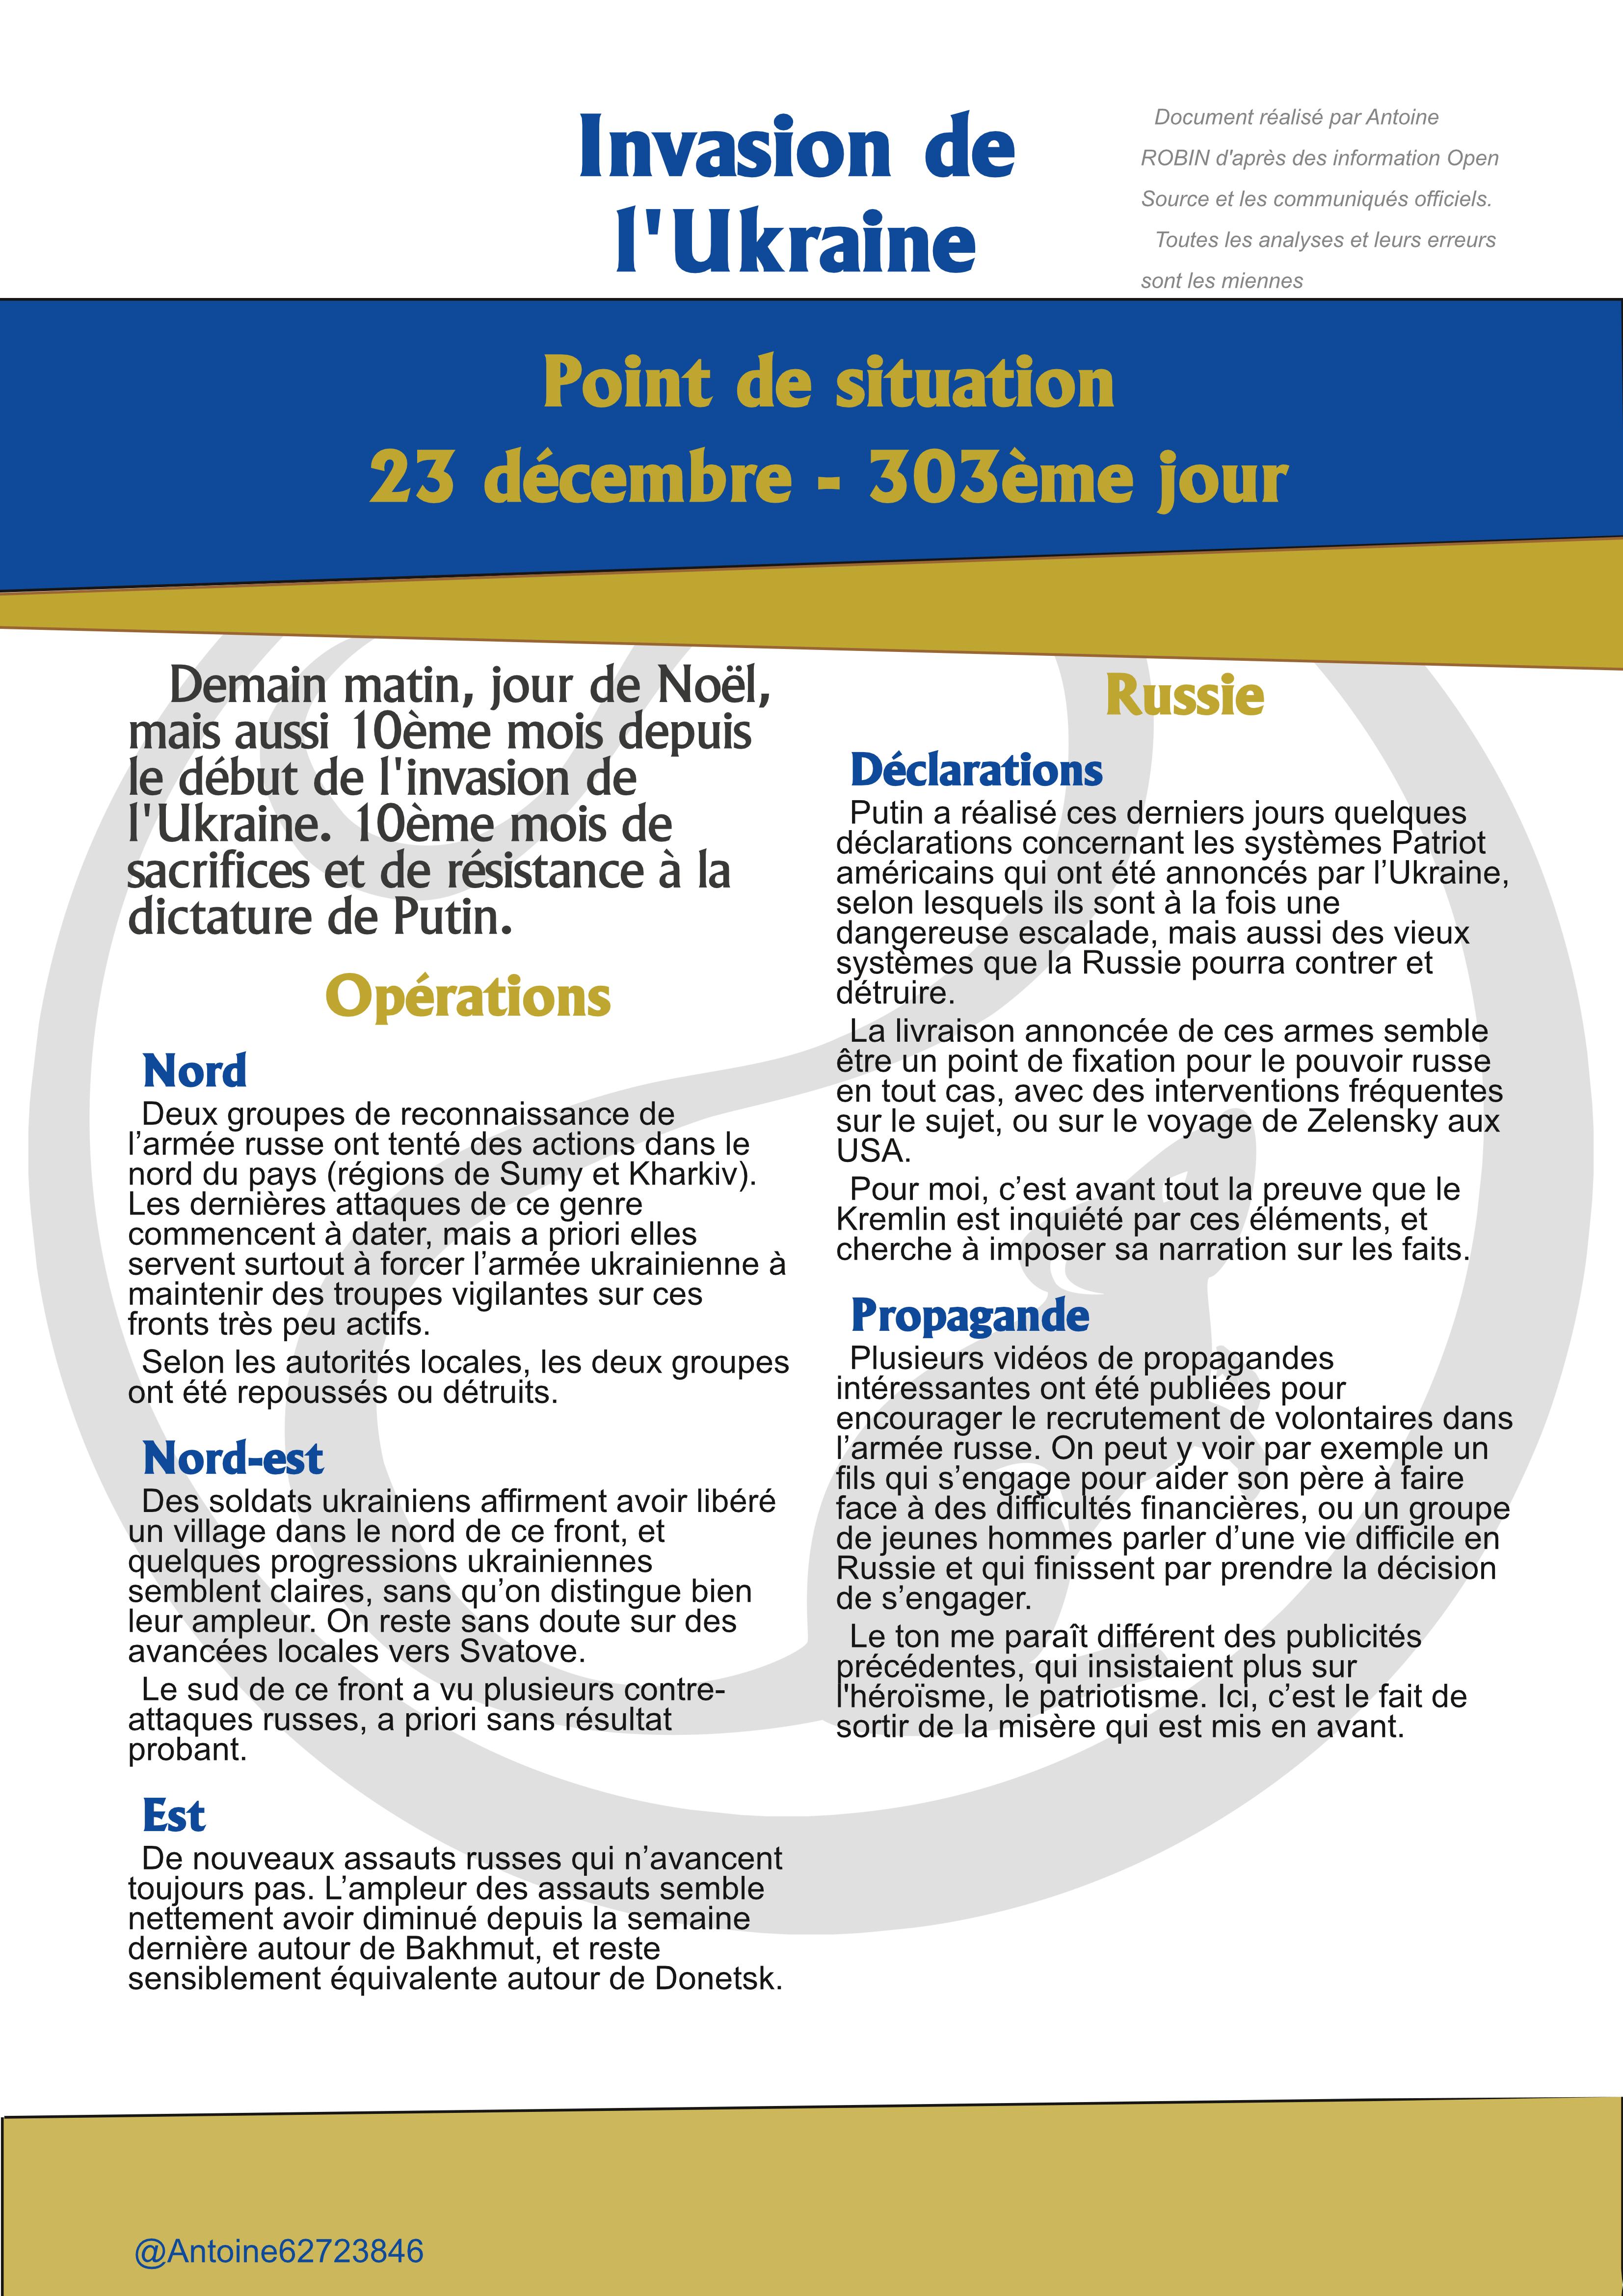 Invasion de
l'Ukraine
Document réalisé par Antoine
ROBIN d'après des information Open
Source et les communiqués officiels.
Toutes les analyses et leurs erreurs
sont les miennes
Point de situation
23 décembre - 303ème jour
Demain matin, jour de Noël,
mais aussi 10ème mois depuis
le début de l'invasion de
l'Ukraine. 10ème mois de
sacrifices et de résistance à la
dictature de Putin.
Opérations
Nord
Deux groupes de reconnaissance de
l’armée russe ont tenté des actions dans le
nord du pays (régions de Sumy et Kharkiv).
Les dernières attaques de ce genre
commencent à dater, mais a priori elles
servent surtout à forcer l’armée ukrainienne à
maintenir des troupes vigilantes sur ces
fronts très peu actifs.
Selon les autorités locales, les deux groupes
ont été repoussés ou détruits.
Nord-est
Des soldats ukrainiens affirment avoir libéré
un village dans le nord de ce front, et
quelques progressions ukrainiennes
semblent claires, sans qu’on distingue bien
leur ampleur. On reste sans doute sur des
avancées locales vers Svatove.
Le sud de ce front a vu plusieurs contre-
attaques russes, a priori sans résultat
probant.
Est
De nouveaux assauts russes qui n’avancent
toujours pas. L’ampleur des assauts semble
nettement avoir diminué depuis la semaine
dernière autour de Bakhmut, et reste
sensiblement équivalente autour de Donetsk.
Russie
Déclarations
Putin a réalisé ces derniers jours quelques
déclarations concernant les systèmes Patriot
américains qui ont été annoncés par l’Ukraine,
selon lesquels ils sont à la fois une
dangereuse escalade, mais aussi des vieux
systèmes que la Russie pourra contrer et
détruire.
La livraison annoncée de ces armes semble
être un point de fixation pour le pouvoir russe
en tout cas, avec des interventions fréquentes
sur le sujet, ou sur le voyage de Zelensky aux
USA.
Pour moi, c’est avant tout la preuve que le
Kremlin est inquiété par ces éléments, et
cherche à imposer sa narration sur les faits.
Propagande
Plusieurs vidéos de propagandes
intéressantes ont été publiées pour
encourager le recrutement de volontaires dans
l’armée russe. On peut y voir par exemple un
fils qui s’engage pour aider son père à faire
face à des difficultés financières, ou un groupe
de jeunes hommes parler d’une vie difficile en
Russie et qui finissent par prendre la décision
de s’engager.
Le ton me paraît différent des publicités
précédentes, qui insistaient plus sur
l'héroïsme, le patriotisme. Ici, c’est le fait de
sortir de la misère qui est mis en avant.
@Antoine62723846